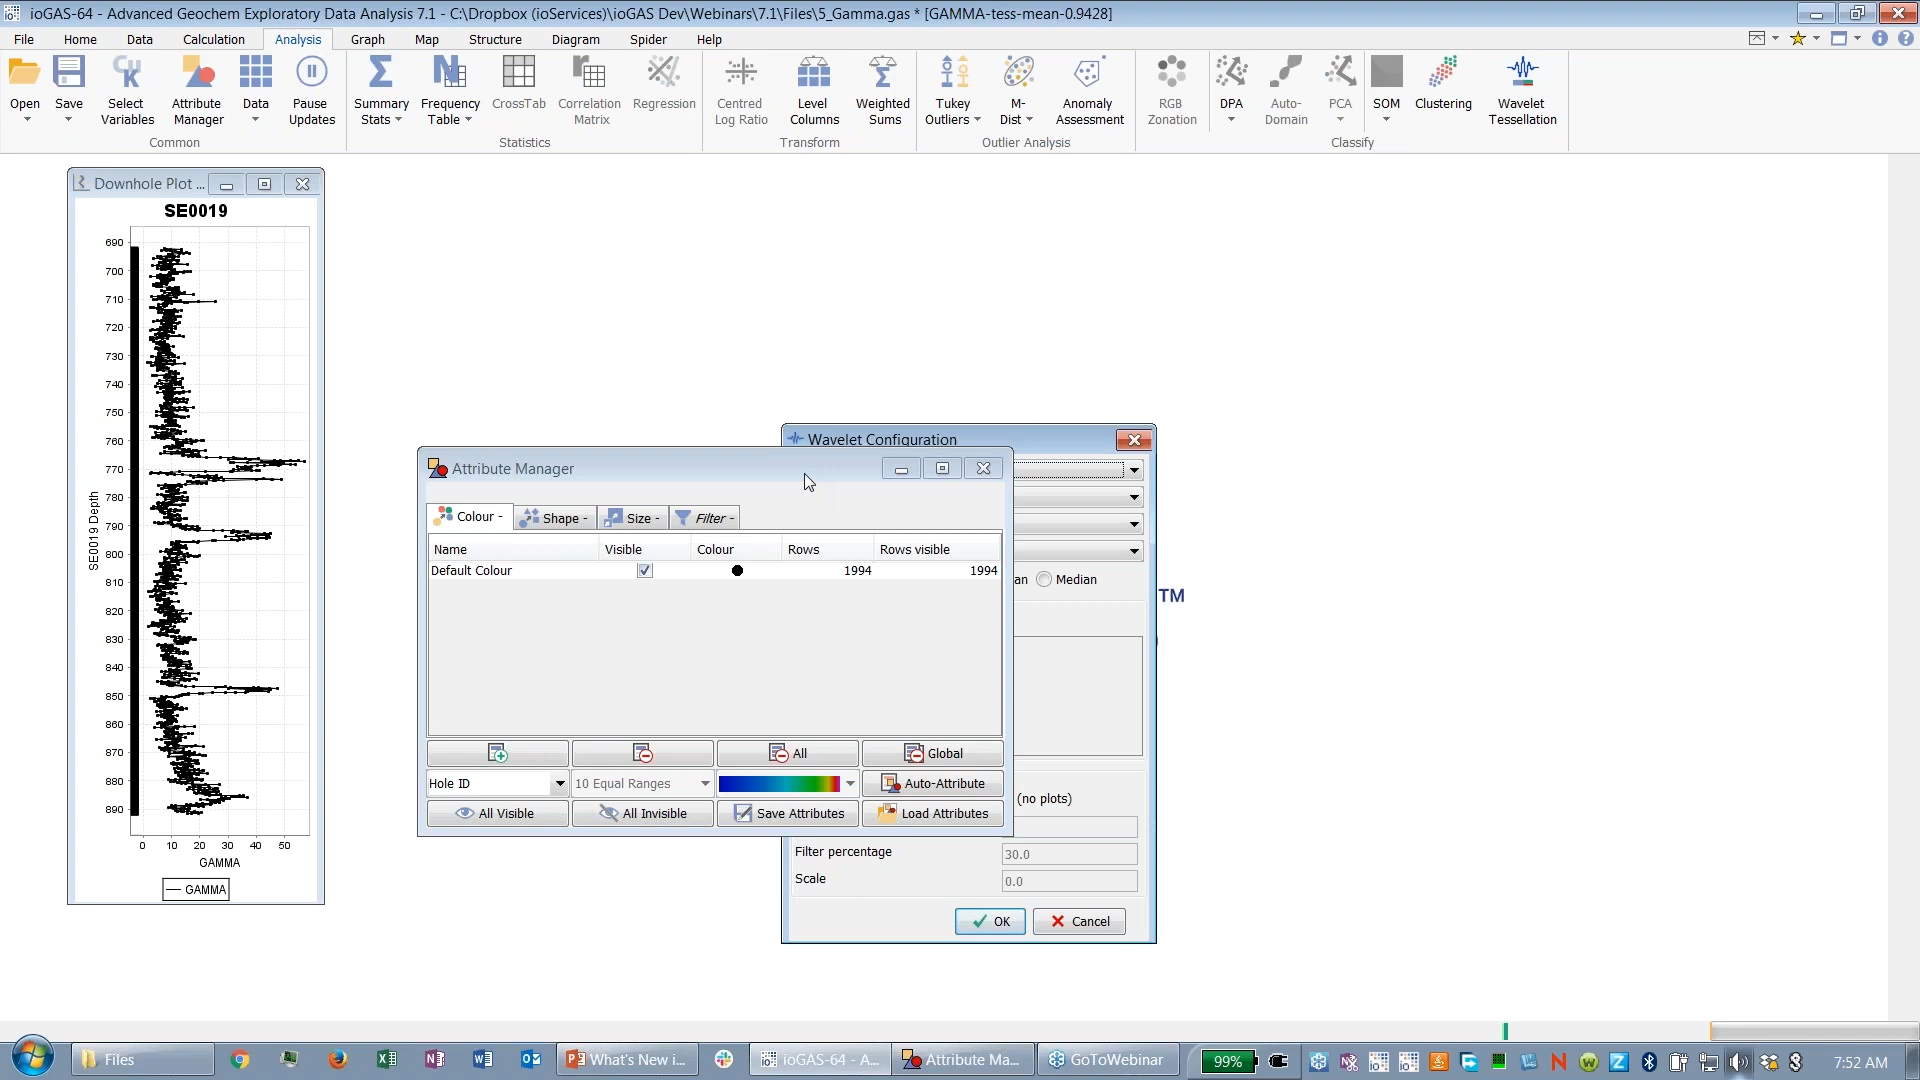 ioGAS-64 - Advanced Geochem Exploratory Data Analysis 7.1 - C:\Dropbox (ioServices)\ioGAS Dev\Webinars\7.1\Files\5_Gamma.gas * [GAMMA-tess-mean-0.9428]
File Home Data Calculation Analysis Graph Map Structure Diagram Spider Help
Open Save Select Variables Attribute Manager Data Pause Updates Summary Stats Frequency Table CrossTab Correlation Matrix Regression Centred Log Ratio Level Columns Weighted Sums Tukey Outliers M-Dist Anomaly Assessment RGB Zonation DPA Auto-Domain PCA SOM Clustering Wavelet Tessellation
Common Statistics Transform Outlier Analysis Classify
Downhole Plot ...
SE0019
690
700
710
720
730
740
750
760
770
780
790
800
810
820
830
840
850
860
870
880
890
SE0019 Depth
0 10 20 30 40 50
GAMMA
GAMMA
Wavelet Configuration
Attribute Manager
Colour - Shape - Size - Filter -
Name Visible Colour Rows Rows visible
Default Colour 1994 1994
All Global
Hole ID 10 Equal Ranges Auto-Attribute
All Visible All Invisible Save Attributes Load Attributes
an Median
(no plots)
Filter percentage 30.0
Scale 0.0
OK Cancel
TM
Files What's New i... ioGAS-64 - A... Attribute Ma... GoToWebinar 99% 7:52 AM